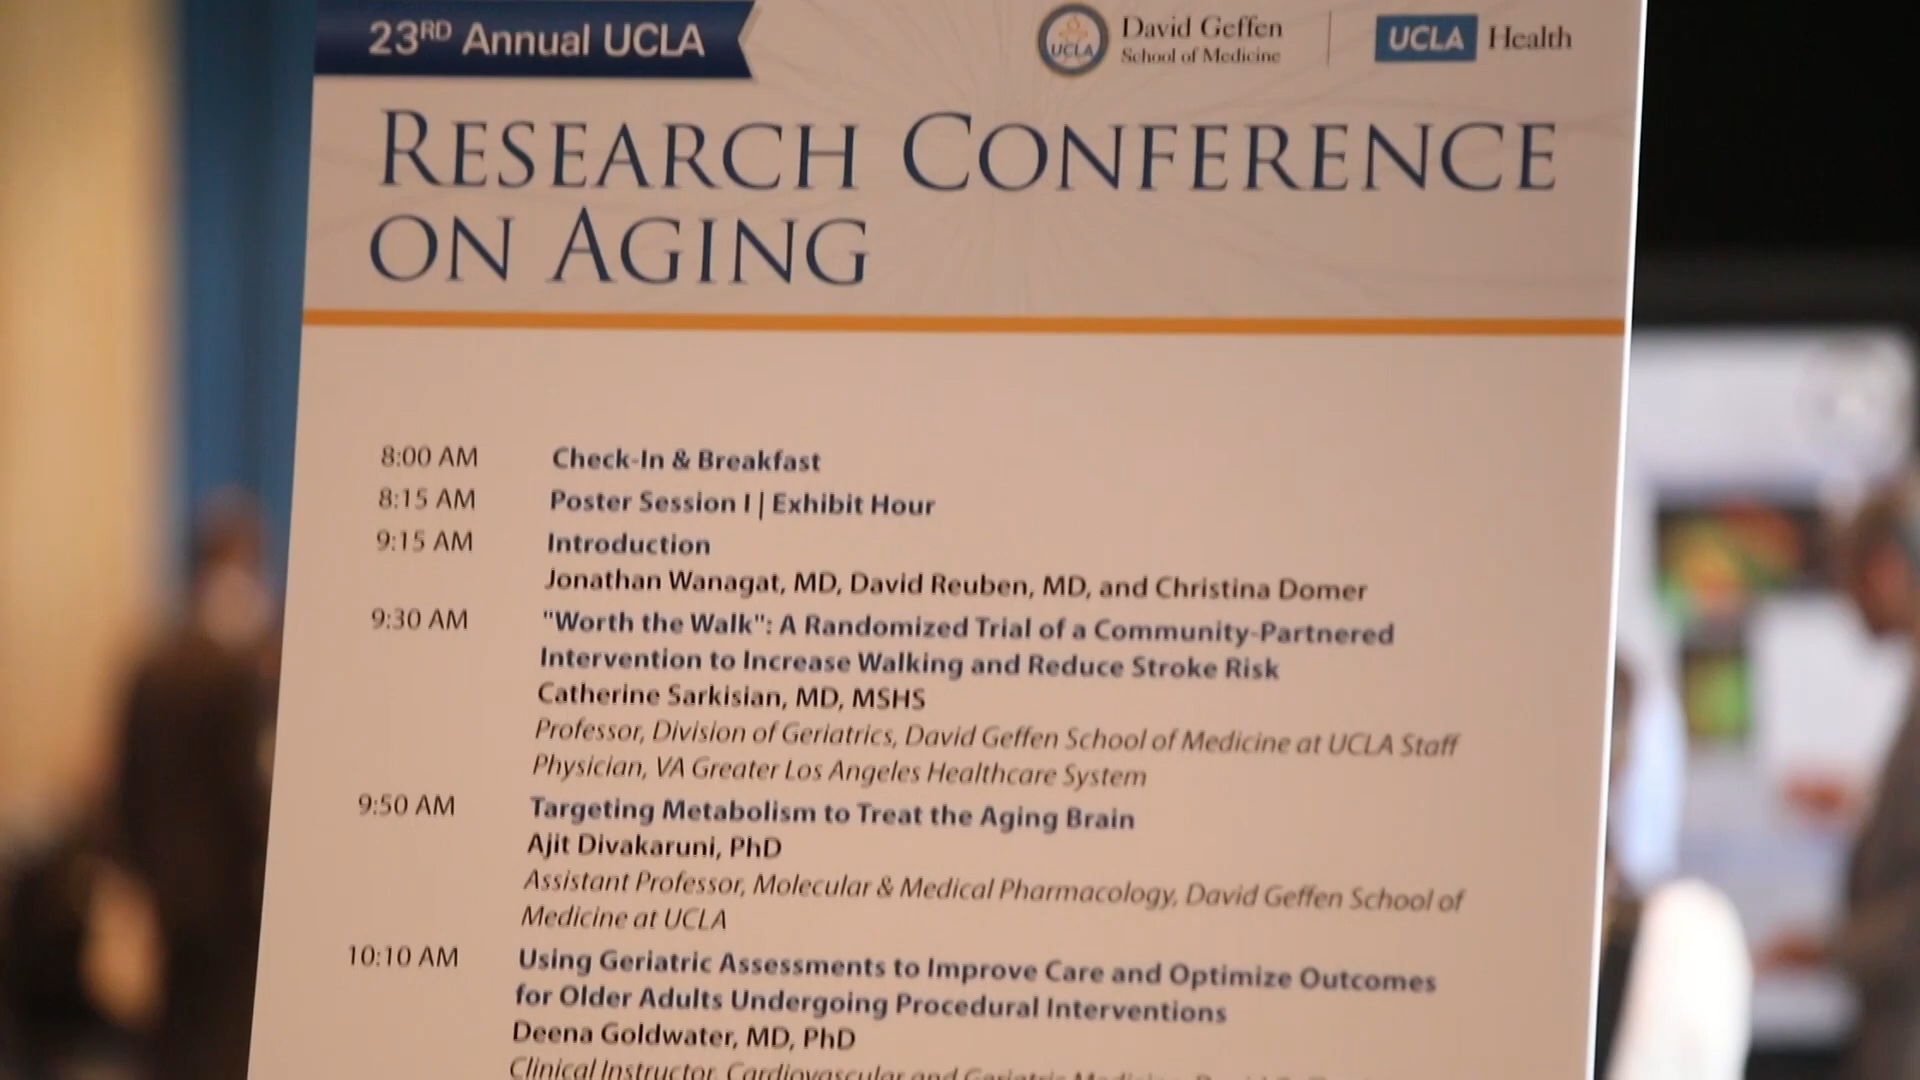 23RD Annual UCLA
UCLA
David Geffen
School of Medicine
UCLA Health
RESEARCH CONFERENCE
ON AGING
8:00 AM Check-In & Breakfast
8:15 AM Poster Session I | Exhibit Hour
9:15 AM Introduction
Jonathan Wanagat, MD, David Reuben, MD, and Christina Domer
9:30 AM "Worth the Walk": A Randomized Trial of a Community-Partnered
Intervention to Increase Walking and Reduce Stroke Risk
Catherine Sarkisian, MD, MSHS
Professor, Division of Geriatrics, David Geffen School of Medicine at UCLA Staff
Physician, VA Greater Los Angeles Healthcare System
9:50 AM Targeting Metabolism to Treat the Aging Brain
Ajit Divakaruni, PhD
Assistant Professor, Molecular & Medical Pharmacology, David Geffen School of
Medicine at UCLA
10:10 AM Using Geriatric Assessments to Improve Care and Optimize Outcomes
for Older Adults Undergoing Procedural Interventions
Deena Goldwater, MD, PhD
Clinical Instructor, Cardiovascular and Geriatric